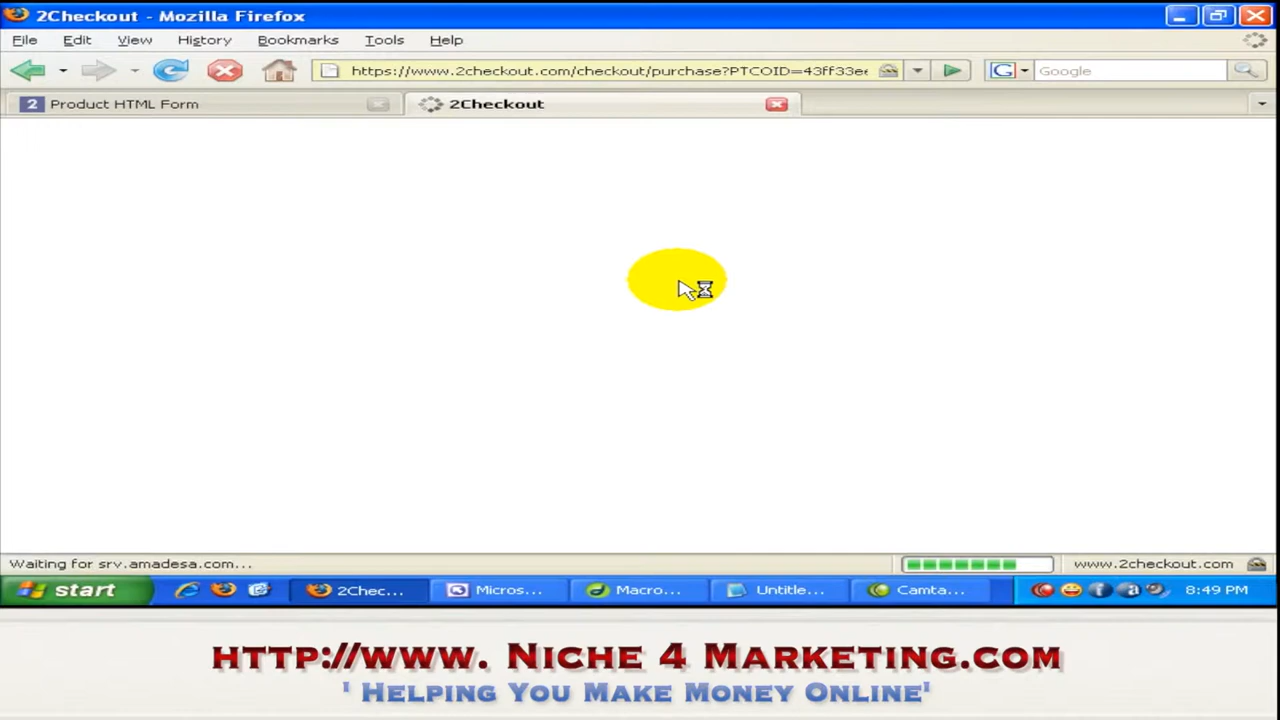 2Checkout - Mozilla Firefox
File Edit View History Bookmarks Tools Help
https://www.2checkout.com/checkout/purchase?PTCOID=43ff33ee G Google
2 Product HTML Form 2Checkout
Waiting for srv.amadesa.com... www.2checkout.com
start 2Chec... Micros... Macro... Untitle... Camta... 8:49 PM
http://www. Niche 4 Marketing.com
' Helping You Make Money Online'